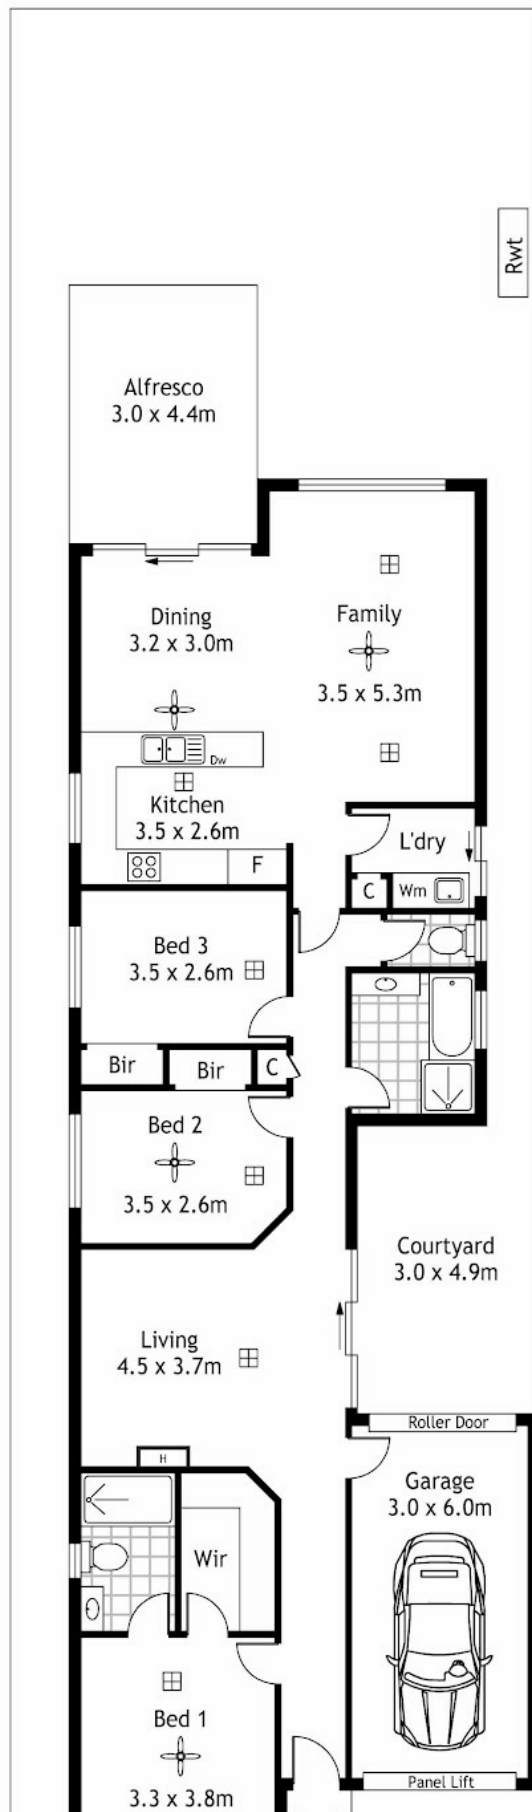 Rwt
Alfresco
3.0 x 4.4m
Dining
3.2 x 3.0m
Family
3.5 x 5.3m
Dw
Kitchen
3.5 x 2.6m
F
L'dry
C
Wm
Bed 3
3.5 x 2.6m
Bir
Bir
C
Bed 2
3.5 x 2.6m
Courtyard
3.0 x 4.9m
Living
4.5 x 3.7m
H
Roller Door
Garage
3.0 x 6.0m
Wir
Bed 1
3.3 x 3.8m
Panel Lift